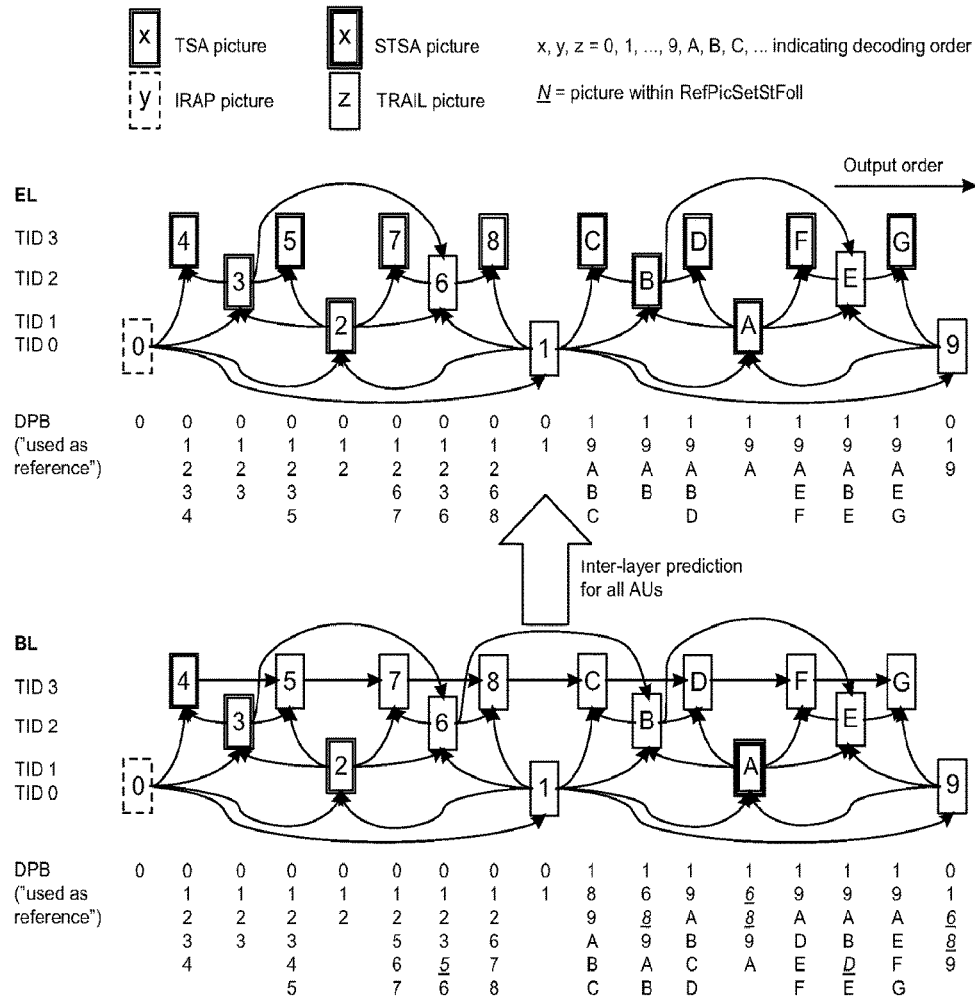 x TSA picture x STSA picture x, y, z = 0, 1, ..., 9, A, B, C, ... indicating decoding order
y IRAP picture z TRAIL picture N = picture within RefPicSetStFoll
Output order
EL
TID 3 4 5 7 8 C D F G
TID 2 3 6 B E
TID 1 2 A
TID 0 0 1 9
DPB 0 0 0 0 0 0 0 0 0 1 1 1 1 1 1 1 0
("used as 1 1 1 1 1 1 1 1 9 9 9 9 9 9 9 1
reference") 2 2 2 2 2 2 2 A A A A A A A 9
3 3 3 6 3 6 B B B E B E
4 5 7 6 8 C D F E G
Inter-layer prediction
for all AUs
BL
TID 3 4 5 7 8 C D F G
TID 2 3 6 B E
TID 1 2 A
TID 0 0 1 9
DPB 0 0 0 0 0 0 0 0 0 1 1 1 1 1 1 1 0
("used as 1 1 1 1 1 1 1 1 8 6 9 6 9 9 9 1
reference") 2 2 2 2 2 2 2 9 8 A 8 A A A 6
3 3 3 5 3 6 A 9 B 9 D B E 8
4 4 6 5 7 B A C A E D F 9
5 7 6 8 C B D F E G